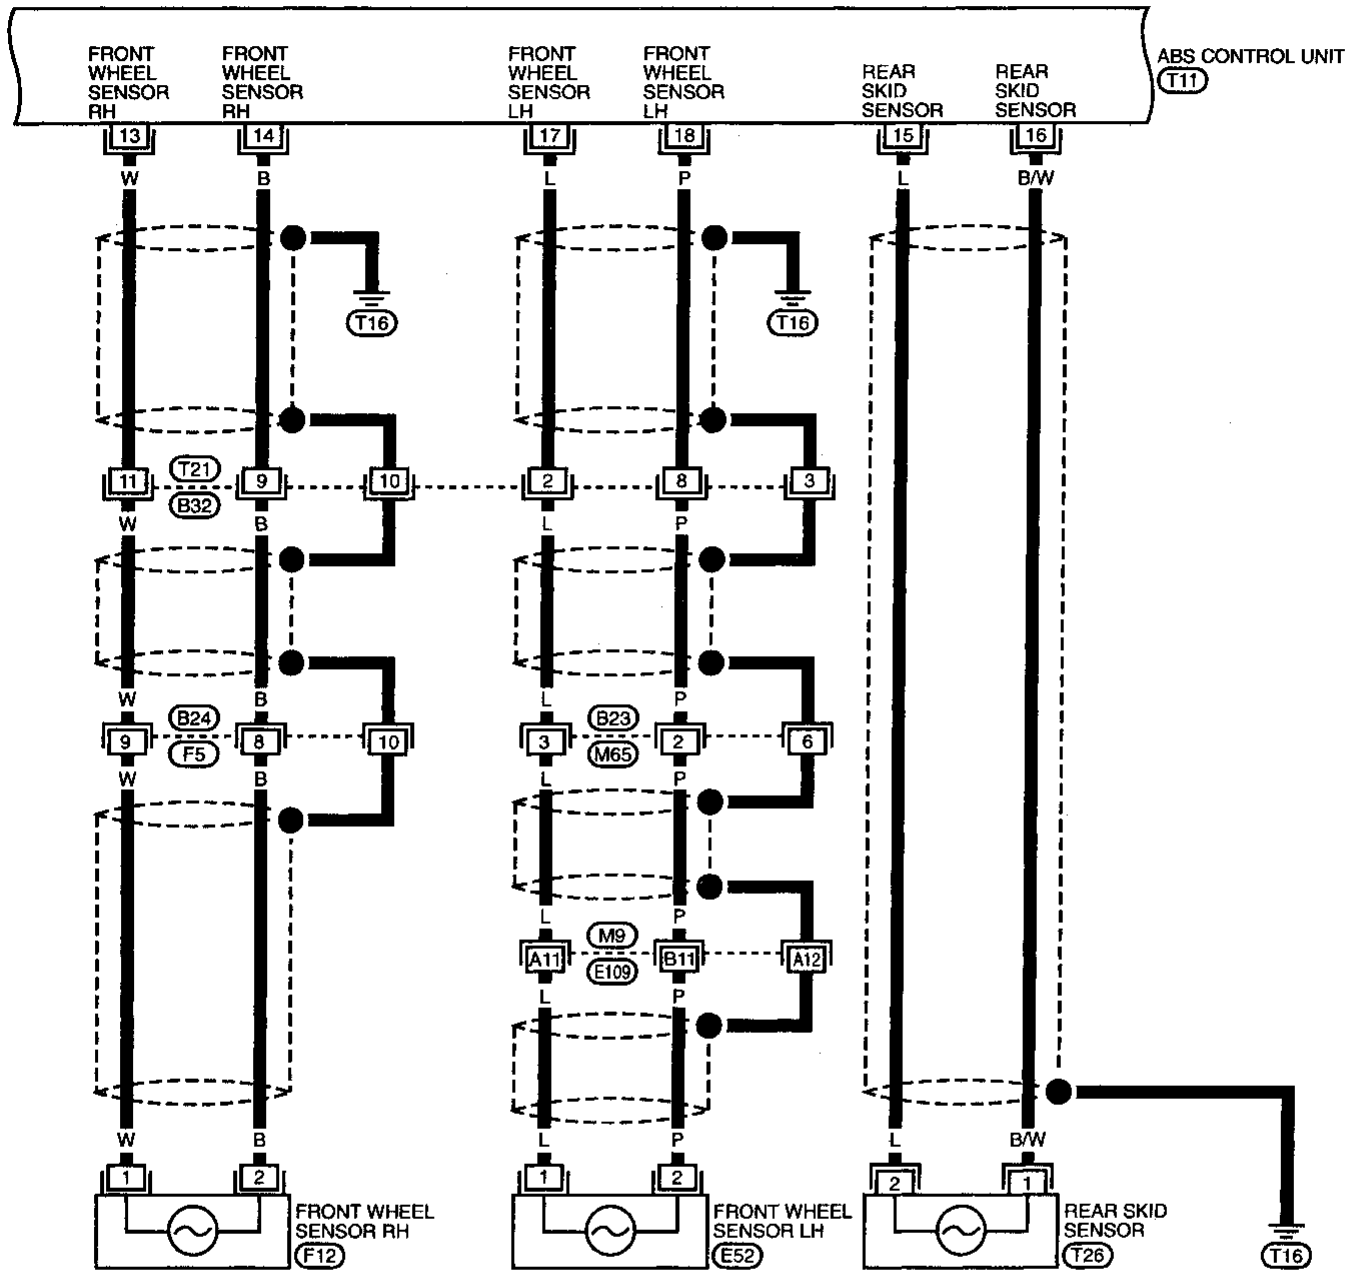 FRONT WHEEL SENSOR RH
FRONT WHEEL SENSOR RH
FRONT WHEEL SENSOR LH
FRONT WHEEL SENSOR LH
REAR SKID SENSOR
REAR SKID SENSOR
ABS CONTROL UNIT
T11
13 14 17 18 15 16
W B L P L B/W
T16 T16
11 T21 9 10 2 8 3
B32
W B L P
W B L P
9 B24 8 10 3 B23 2 6
F5 M65
W B L P
L P
A11 M9 B11 A12
E109
L P
W B L P L B/W
1 2 1 2 2 1
FRONT WHEEL
SENSOR RH
F12
FRONT WHEEL
SENSOR LH
E52
REAR SKID
SENSOR
T26
T16